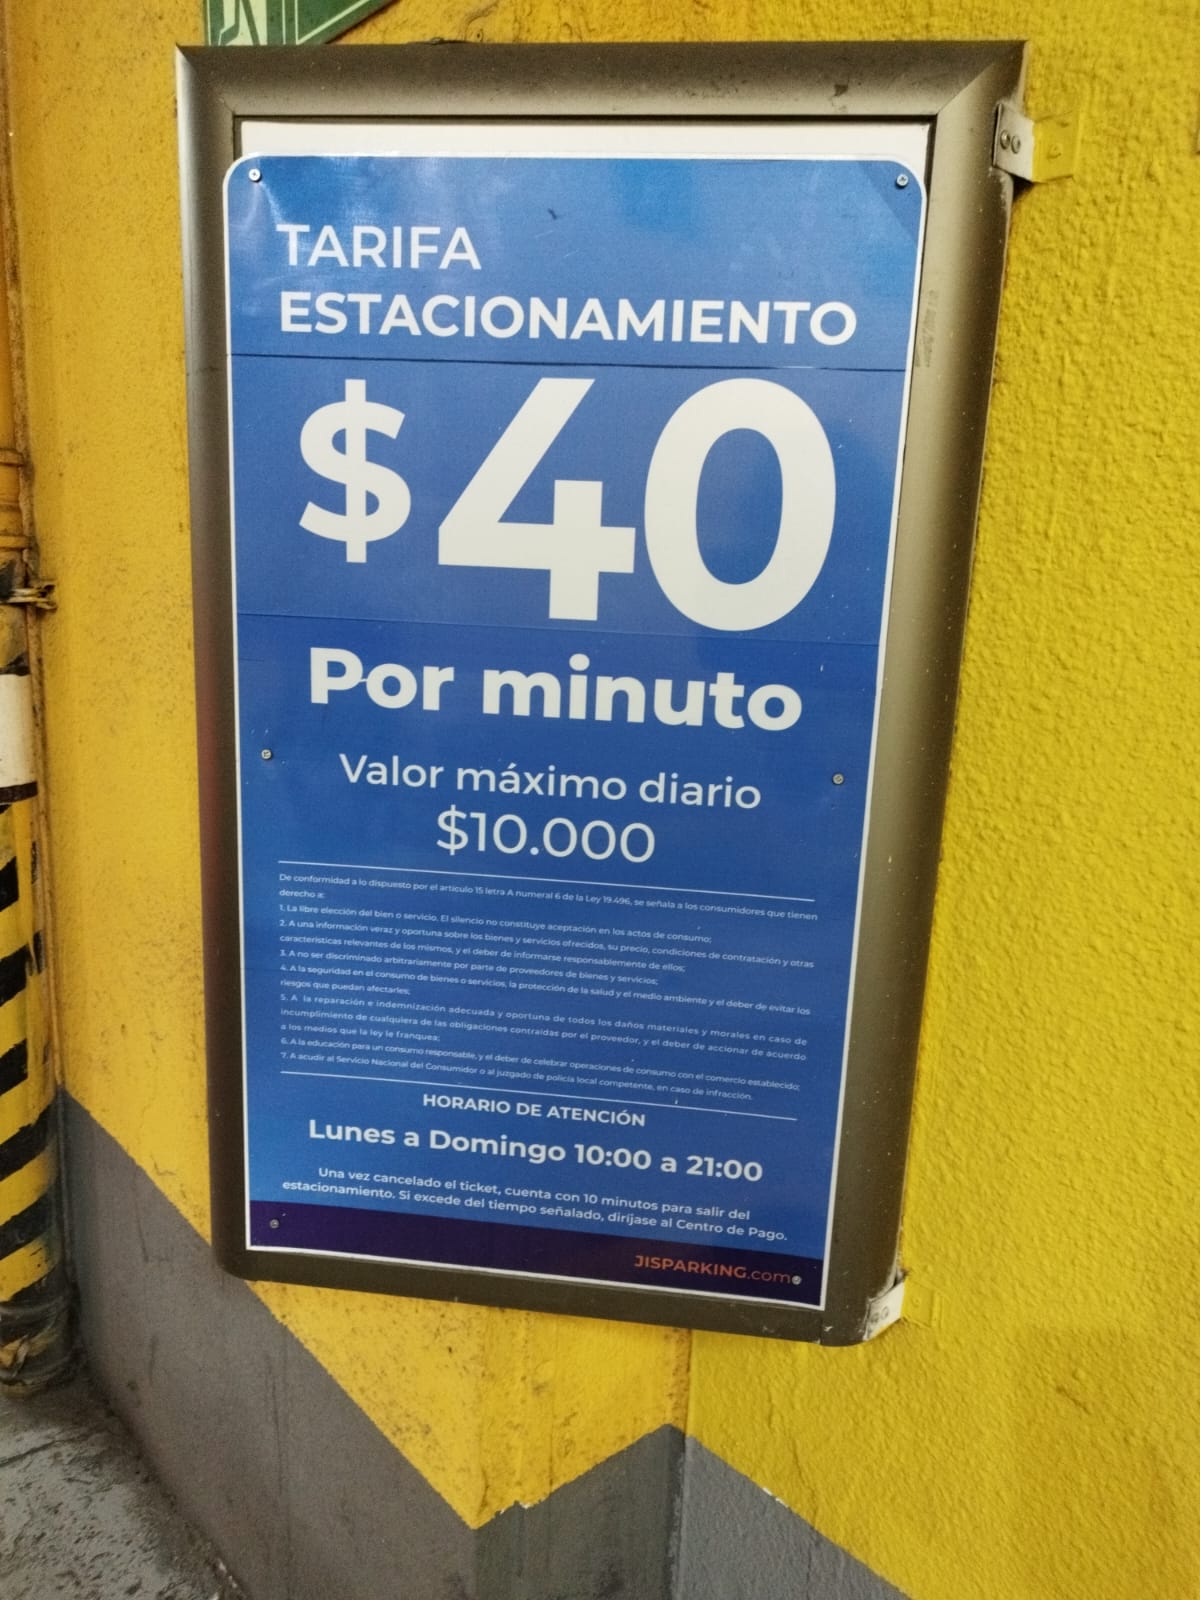 TARIFA
ESTACIONAMIENTO
$40
Por minuto
Valor máximo diario
$10.000
De conformidad a lo dispuesto por el artículo 15 letra A numeral 6 de la Ley 19.496, se señala a los consumidores que tienen
derecho a:
1. La libre elección del bien o servicio. El silencio no constituye aceptación en los actos de consumo;
2. A una información veraz y oportuna sobre los bienes y servicios ofrecidos, su precio, condiciones de contratación y otras
características relevantes de los mismos, y el deber de informarse responsablemente de ellos;
3. A no ser discriminado arbitrariamente por parte de proveedores de bienes y servicios;
4. A la seguridad en el consumo de bienes o servicios, la protección de la salud y el medio ambiente y el deber de evitar los
riesgos que puedan afectarles;
5. A la reparación e indemnización adecuada y oportuna de todos los daños materiales y morales en caso de
incumplimiento de cualquiera de las obligaciones contraídas por el proveedor, y el deber de accionar de acuerdo
a los medios que la ley le franquea;
6. A la educación para un consumo responsable, y el deber de celebrar operaciones de consumo con el comercio establecido;
7. A acudir al Servicio Nacional del Consumidor o al juzgado de policía local competente, en caso de infracción.
HORARIO DE ATENCIÓN
Lunes a Domingo 10:00 a 21:00
Una vez cancelado el ticket, cuenta con 10 minutos para salir del
estacionamiento. Si excede del tiempo señalado, diríjase al Centro de Pago.
JISPARKING.com